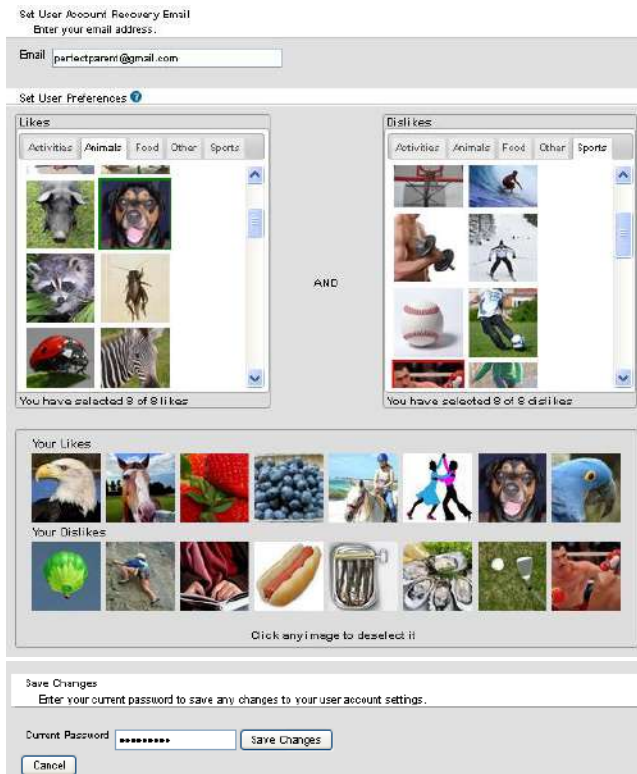 Set User Account Recovery Email
Enter your email address.
Email perfectparent@gmail.com
Set User Preferences ?
Likes
Activities Animals Food Other Sports
You have selected 8 of 8 likes
AND
Dislikes
Activities Animals Food Other Sports
You have selected 8 of 8 dislikes
Your Likes
Your Dislikes
Click any image to deselect it
Save Changes
Enter your current password to save any changes to your user account settings.
Current Password ••••••••• Save Changes
Cancel